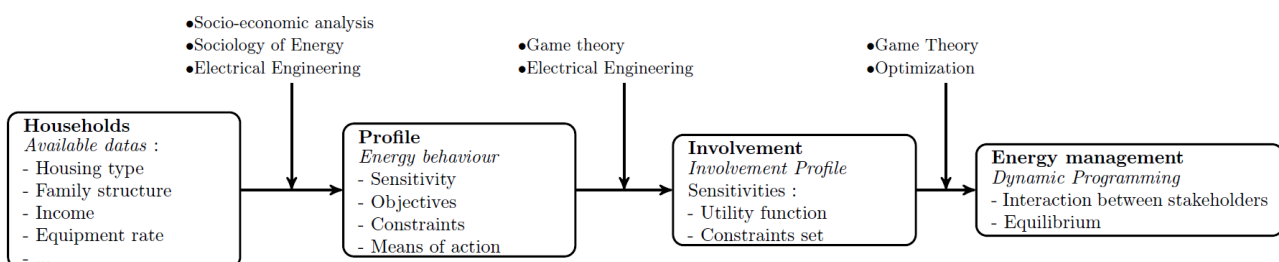 ●Socio-economic analysis
●Sociology of Energy
●Electrical Engineering
●Game theory
●Electrical Engineering
●Game Theory
●Optimization
Households
Available datas :
- Housing type
- Family structure
- Income
- Equipment rate
- ...
Profile
Energy behaviour
- Sensitivity
- Objectives
- Constraints
- Means of action
Involvement
Involvement Profile
Sensitivities :
- Utility function
- Constraints set
Energy management
Dynamic Programming
- Interaction between stakeholders
- Equilibrium